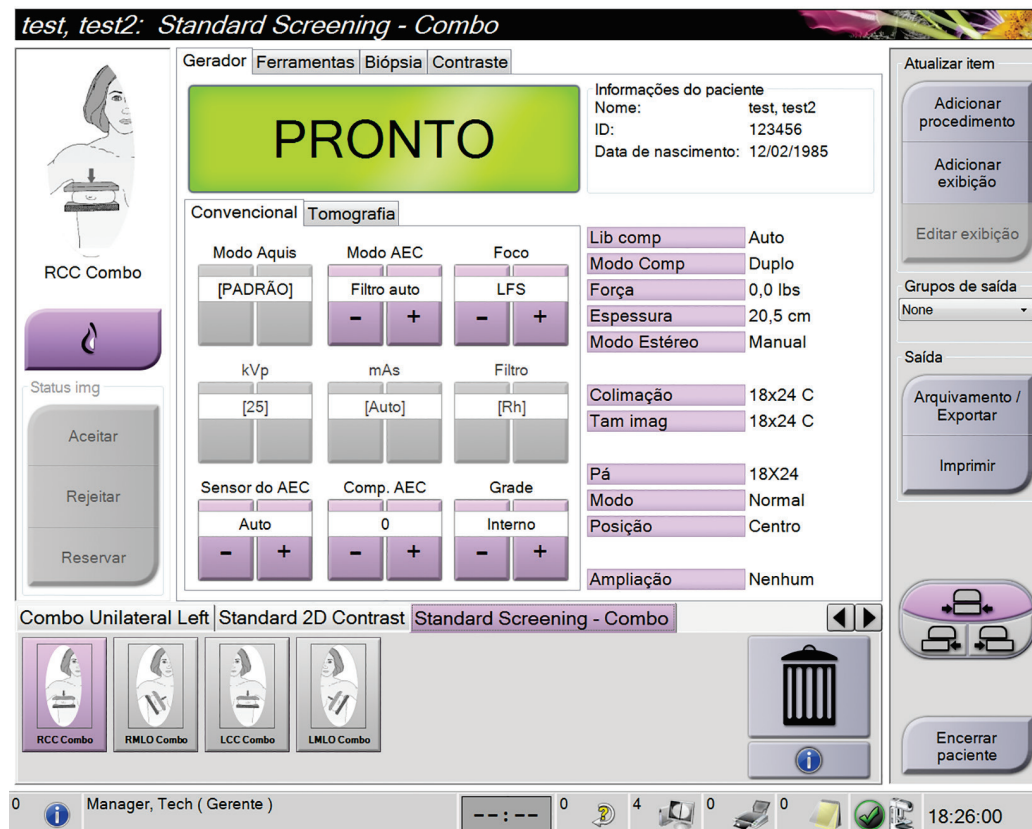 test, test2: Standard Screening - Combo
Gerador Ferramentas Biópsia Contraste
PRONTO
Informações do paciente
Nome: test, test2
ID: 123456
Data de nascimento: 12/02/1985
RCC Combo
Status img
Aceitar
Rejeitar
Reservar
Convencional Tomografia
Modo Aquis Modo AEC Foco
[PADRÃO] Filtro auto LFS
- + - +
kVp mAs Filtro
[25] [Auto] [Rh]
Sensor do AEC Comp. AEC Grade
Auto 0 Interno
- + - + - +
Lib comp Auto
Modo Comp Duplo
Força 0,0 lbs
Espessura 20,5 cm
Modo Estéreo Manual
Colimação 18x24 C
Tam imag 18x24 C
Pá 18X24
Modo Normal
Posição Centro
Ampliação Nenhum
Atualizar item
Adicionar
procedimento
Adicionar
exibição
Editar exibição
Grupos de saída
None
Saída
Arquivamento /
Exportar
Imprimir
Encerrar
paciente
Combo Unilateral Left Standard 2D Contrast Standard Screening - Combo
RCC Combo RMLO Combo LCC Combo LMLO Combo
0 Manager, Tech ( Gerente ) --:-- 0 4 0 0 18:26:00